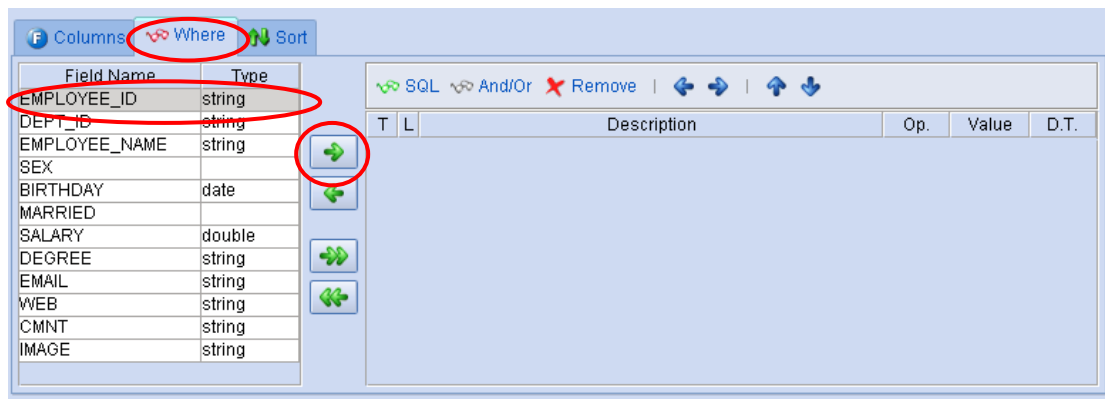 Columns Where Sort
Field Name Type
EMPLOYEE_ID string
DEPT_ID string
EMPLOYEE_NAME string
SEX
BIRTHDAY date
MARRIED
SALARY double
DEGREE string
EMAIL string
WEB string
CMNT string
IMAGE string
SQL And/Or Remove
T L Description Op. Value D.T.